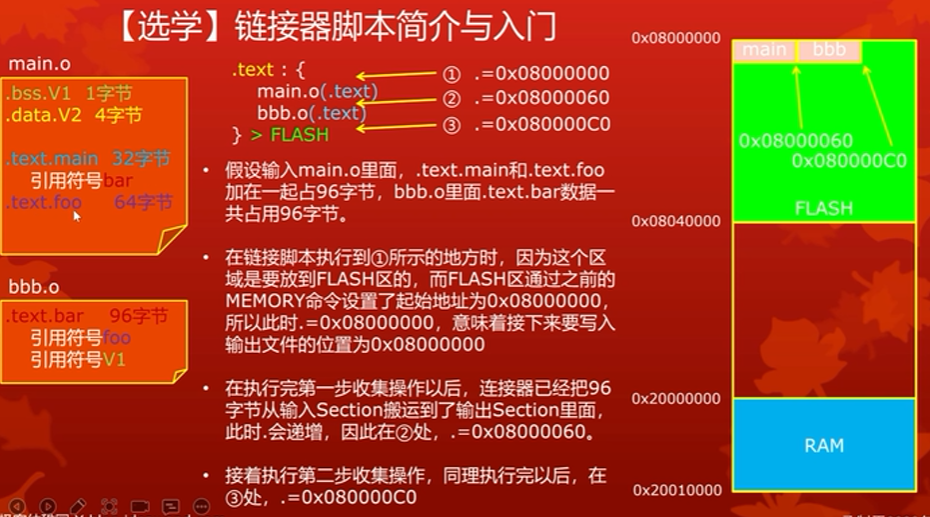 【选学】链接器脚本简介与入门
main.o
.bss.V1 1字节
.data.V2 4字节
.text.main 32字节
引用符号bar
.text.foo 64字节
bbb.o
.text.bar 96字节
引用符号foo
引用符号V1
.text : {
main.o(.text)
bbb.o(.text)
} > FLASH
① .=0x08000000
② .=0x08000060
③ .=0x080000C0
• 假设输入main.o里面，.text.main和.text.foo
加在一起占96字节，bbb.o里面.text.bar数据一
共占用96字节。
• 在链接脚本执行到①所示的地方时，因为这个区
域是要放到FLASH区的，而FLASH区通过之前的
MEMORY命令设置了起始地址为0x08000000，
所以此时.=0x08000000，意味着接下来要写入
输出文件的位置为0x08000000
• 在执行完第一步收集操作以后，连接器已经把96
字节从输入Section搬运到了输出Section里面，
此时.会递增，因此在②处，.=0x08000060。
• 接着执行第二步收集操作，同理执行完以后，在
③处，.=0x080000C0
0x08000000
main bbb
0x08000060
0x080000C0
FLASH
0x08040000
0x20000000
RAM
0x20010000